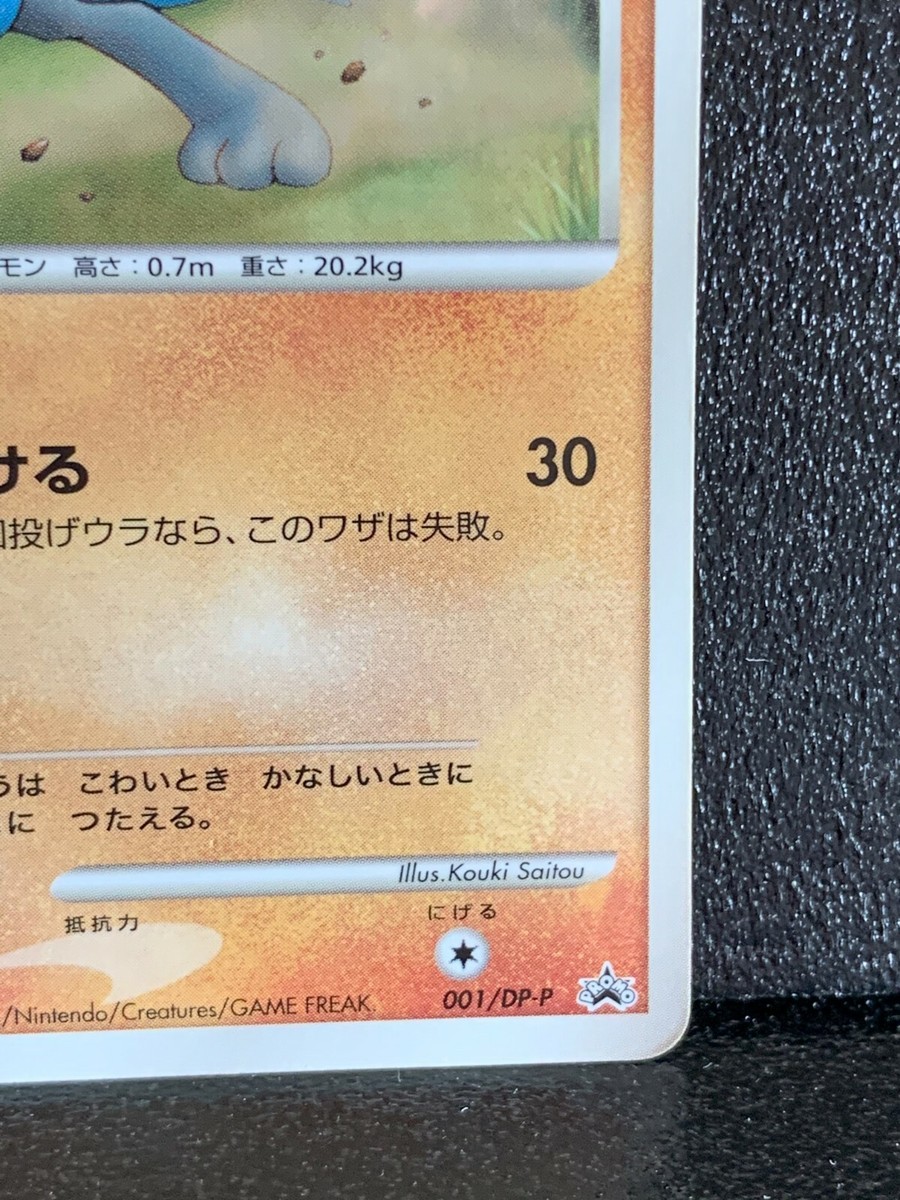 モン 高さ:0.7m 重さ:20.2kg
ける 30
投げウラなら、このワザは失敗。
うは こわいとき かなしいときに
に つたえる。
Illus.Kouki Saitou
抵抗力 にげる
/Nintendo/Creatures/GAME FREAK.
001/DP-P PROMO